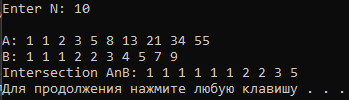 Enter N: 10
A: 1 1 2 3 5 8 13 21 34 55
B: 1 1 1 2 2 3 4 5 7 9
Intersection AnB: 1 1 1 1 1 1 2 2 3 5
Для продолжения нажмите любую клавишу . . .